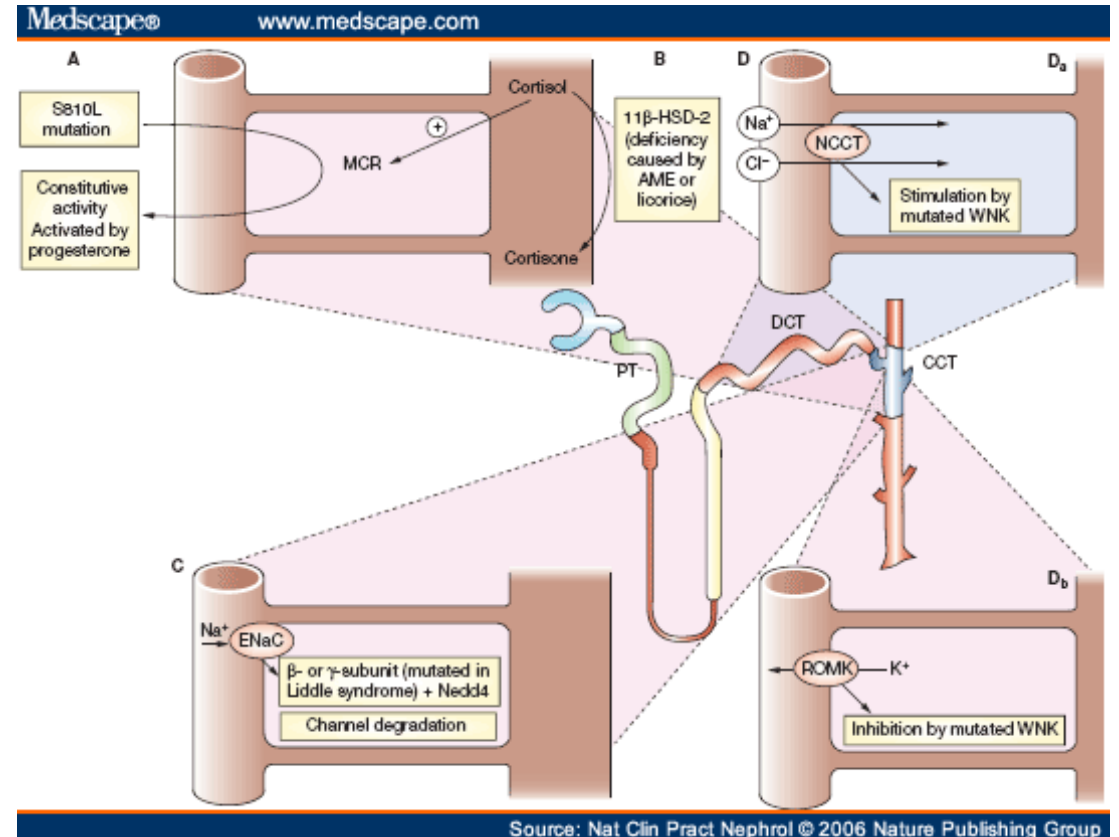 Medscape® www.medscape.com
A
S810L
mutation
Constitutive
activity
Activated by
progesterone
MCR
+
Cortisol
Cortisone
B
11β-HSD-2
(deficiency
caused by
AME or
licorice)
D
Da
Na⁺
Cl⁻
NCCT
Stimulation by
mutated WNK
PT
DCT
CCT
C
Na⁺
ENaC
β- or γ-subunit (mutated in
Liddle syndrome) + Nedd4
Channel degradation
Db
ROMK
K⁺
Inhibition by mutated WNK
Source: Nat Clin Pract Nephrol © 2006 Nature Publishing Group